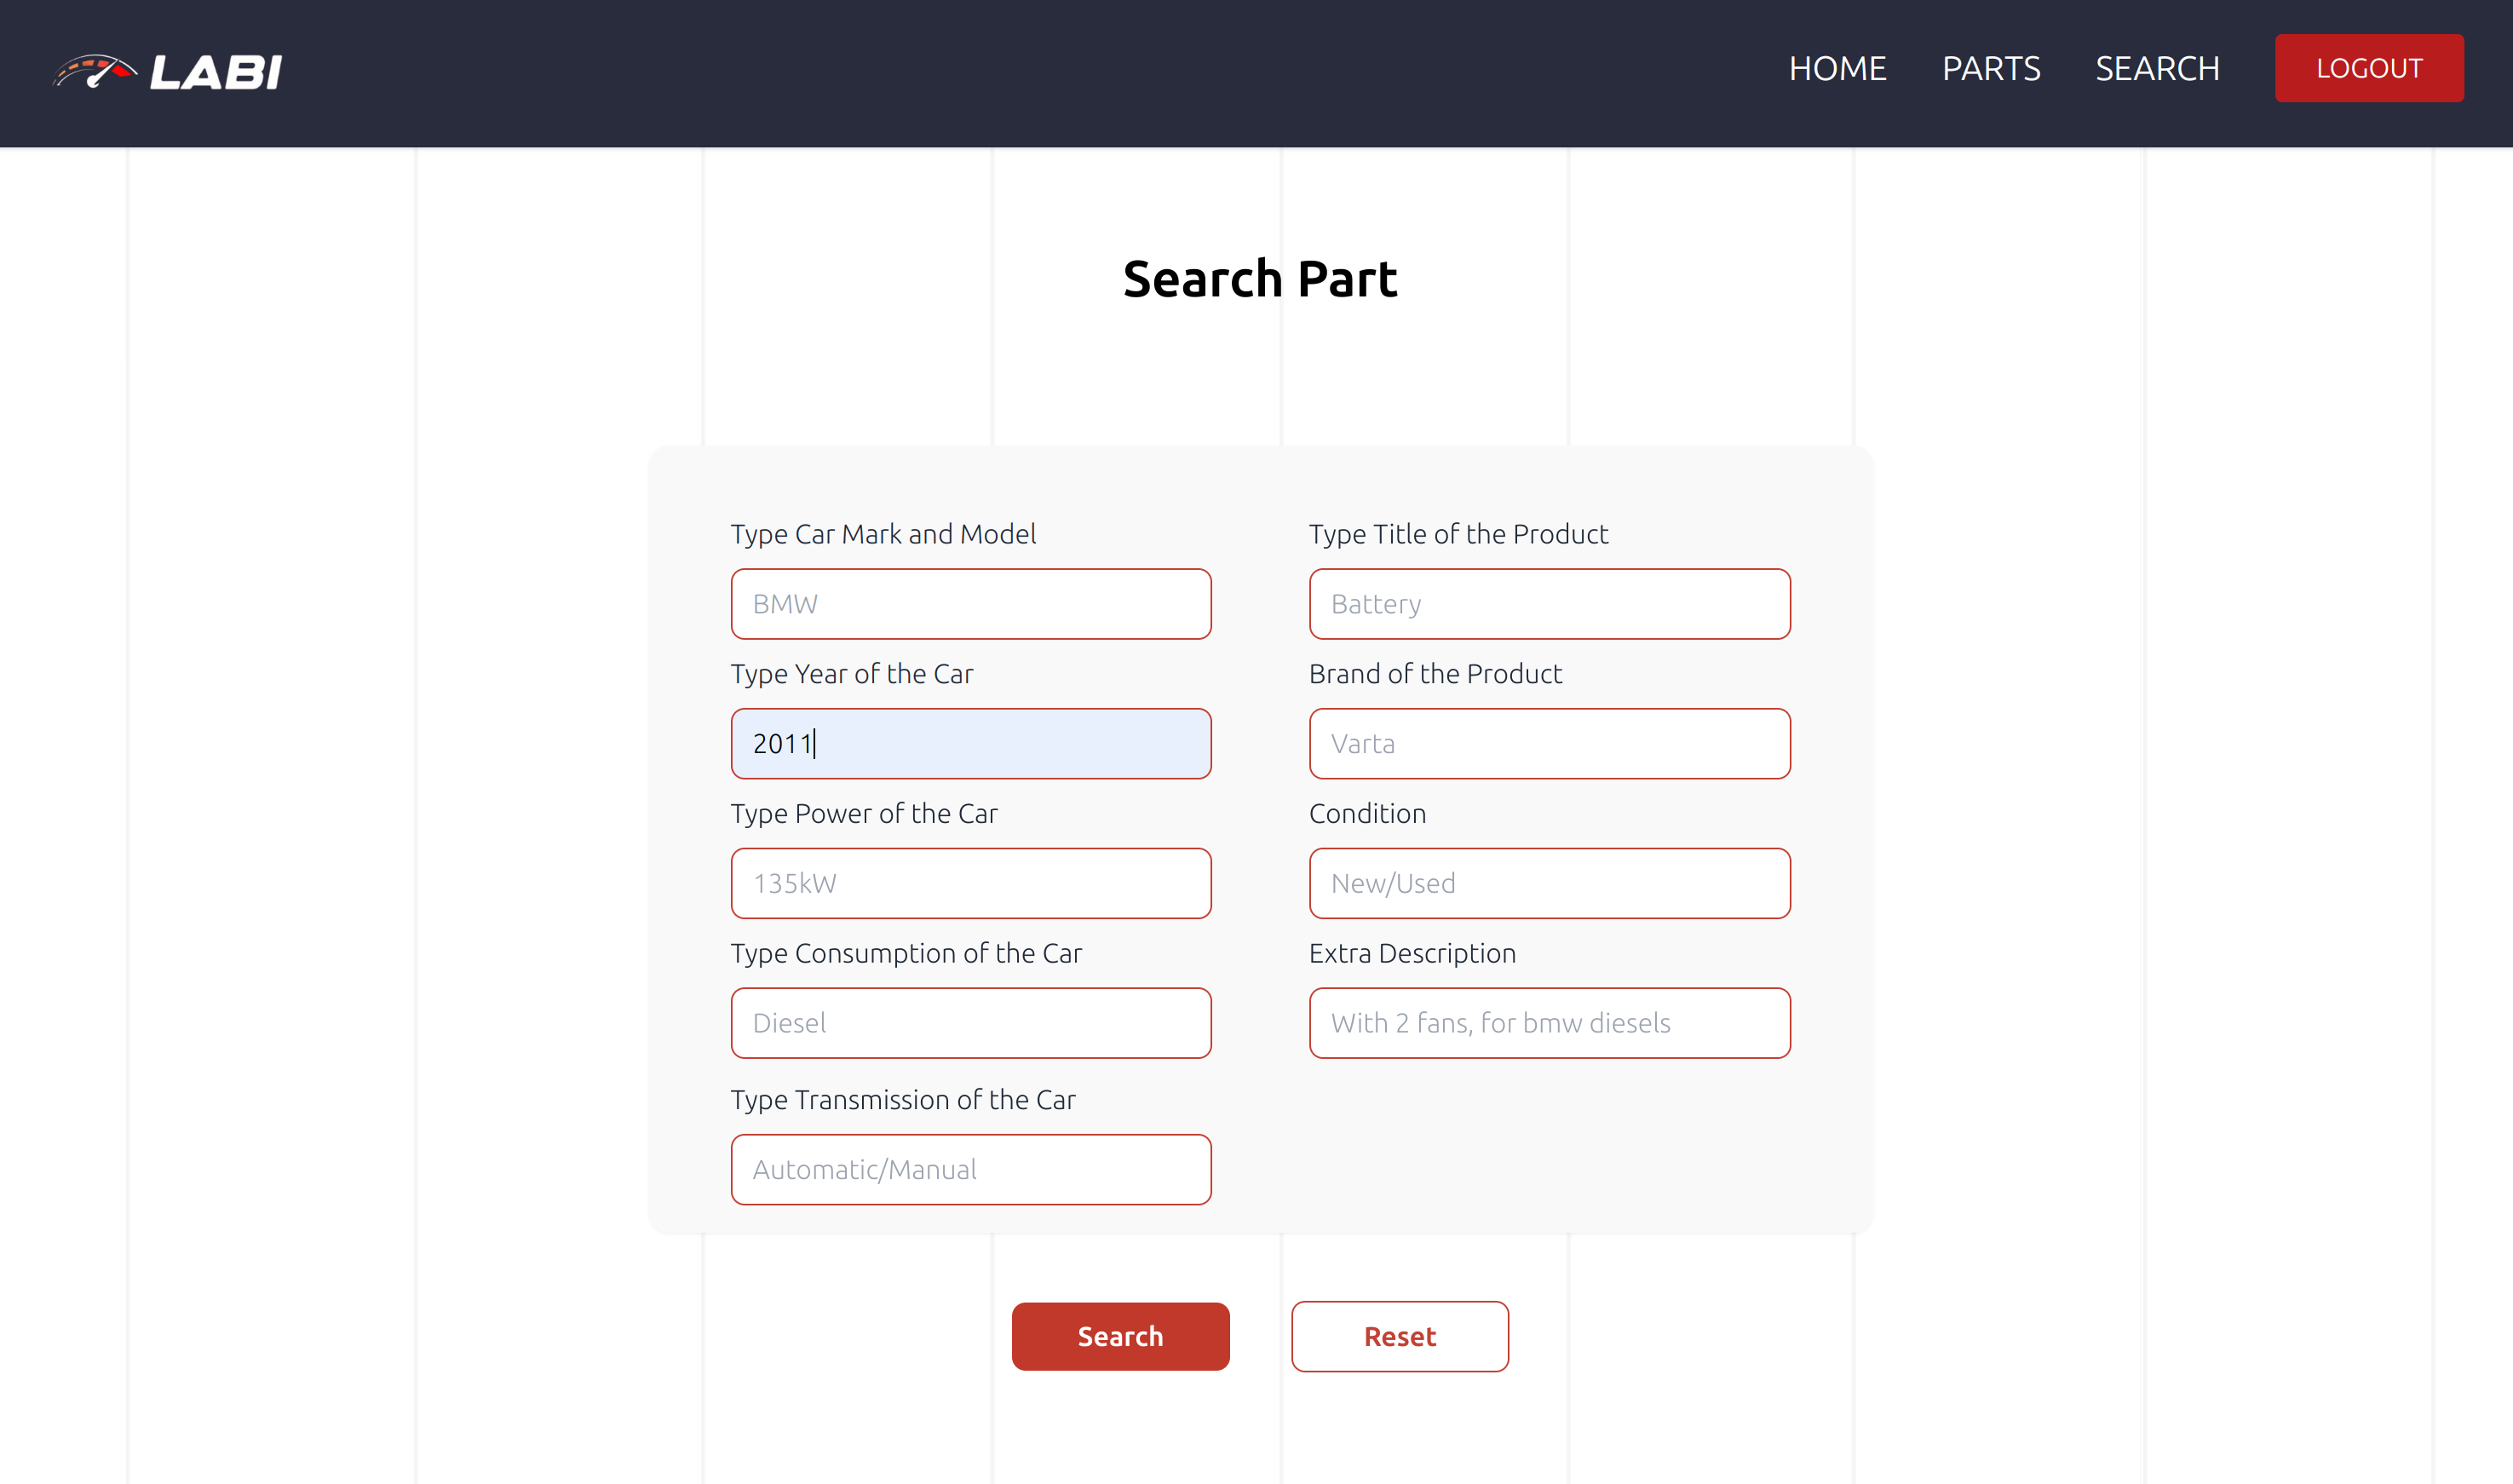 LABI
HOME PARTS SEARCH LOGOUT
Search Part
Type Car Mark and Model
BMW
Type Year of the Car
2011
Type Power of the Car
135kW
Type Consumption of the Car
Diesel
Type Transmission of the Car
Automatic/Manual
Type Title of the Product
Battery
Brand of the Product
Varta
Condition
New/Used
Extra Description
With 2 fans, for bmw diesels
Search
Reset